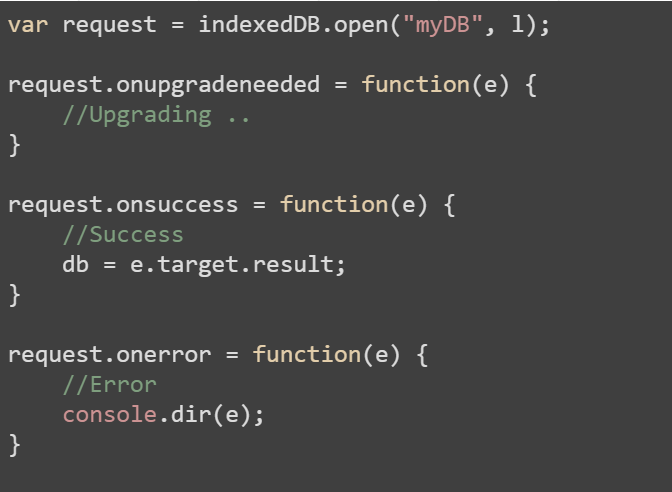 var request = indexedDB.open("myDB", l);
request.onupgradeneeded = function(e) {
//Upgrading ..
}
request.onsuccess = function(e) {
//Success
db = e.target.result;
}
request.onerror = function(e) {
//Error
console.dir(e);
}